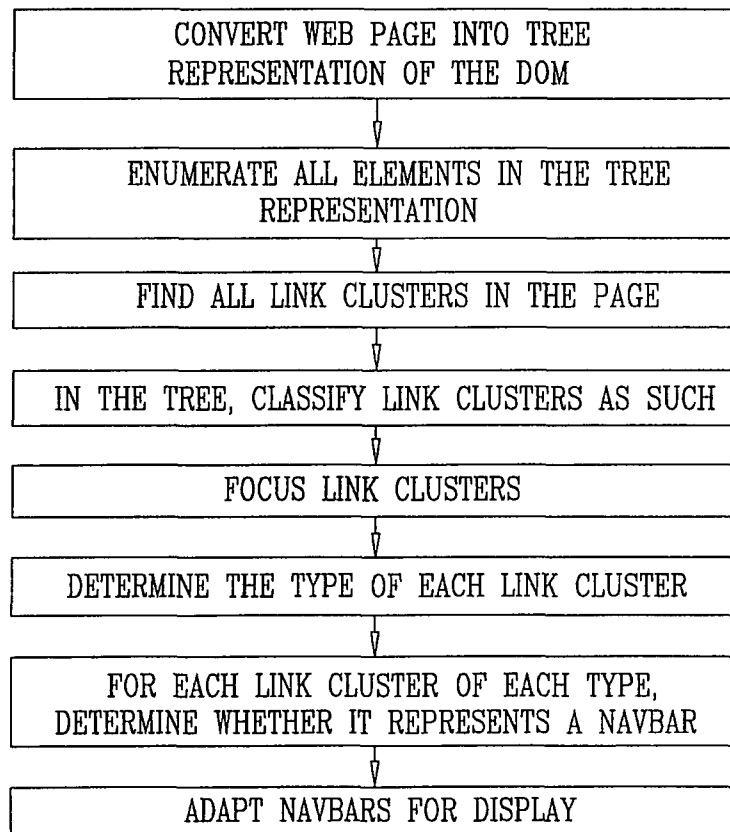 CONVERT WEB PAGE INTO TREE
REPRESENTATION OF THE DOM
ENUMERATE ALL ELEMENTS IN THE TREE
REPRESENTATION
FIND ALL LINK CLUSTERS IN THE PAGE
IN THE TREE, CLASSIFY LINK CLUSTERS AS SUCH
FOCUS LINK CLUSTERS
DETERMINE THE TYPE OF EACH LINK CLUSTER
FOR EACH LINK CLUSTER OF EACH TYPE,
DETERMINE WHETHER IT REPRESENTS A NAVBAR
ADAPT NAVBARS FOR DISPLAY